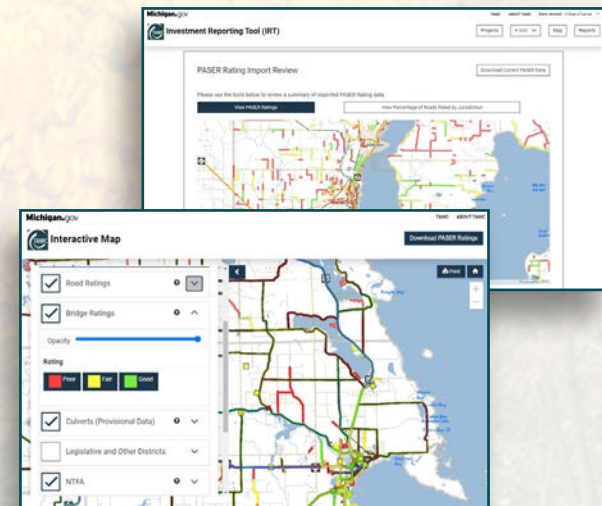 Michigan.gov
TAMC ABOUT TAMC
Investment Reporting Tool (IRT)
Projects
Map
Reports
PASER Rating Import Review
Download Current PASER Data
Please use the tools below to review a summary of imported PASER Rating data.
View PASER Ratings
View Percentage of Roads Rated by Jurisdiction
Michigan.gov
TAMC ABOUT TAMC
Interactive Map
Download PASER Ratings
Road Ratings
Print
Bridge Ratings
Opacity
Rating
Poor
Fair
Good
Culverts (Provisional Data)
Legislative and Other Districts
NTFA